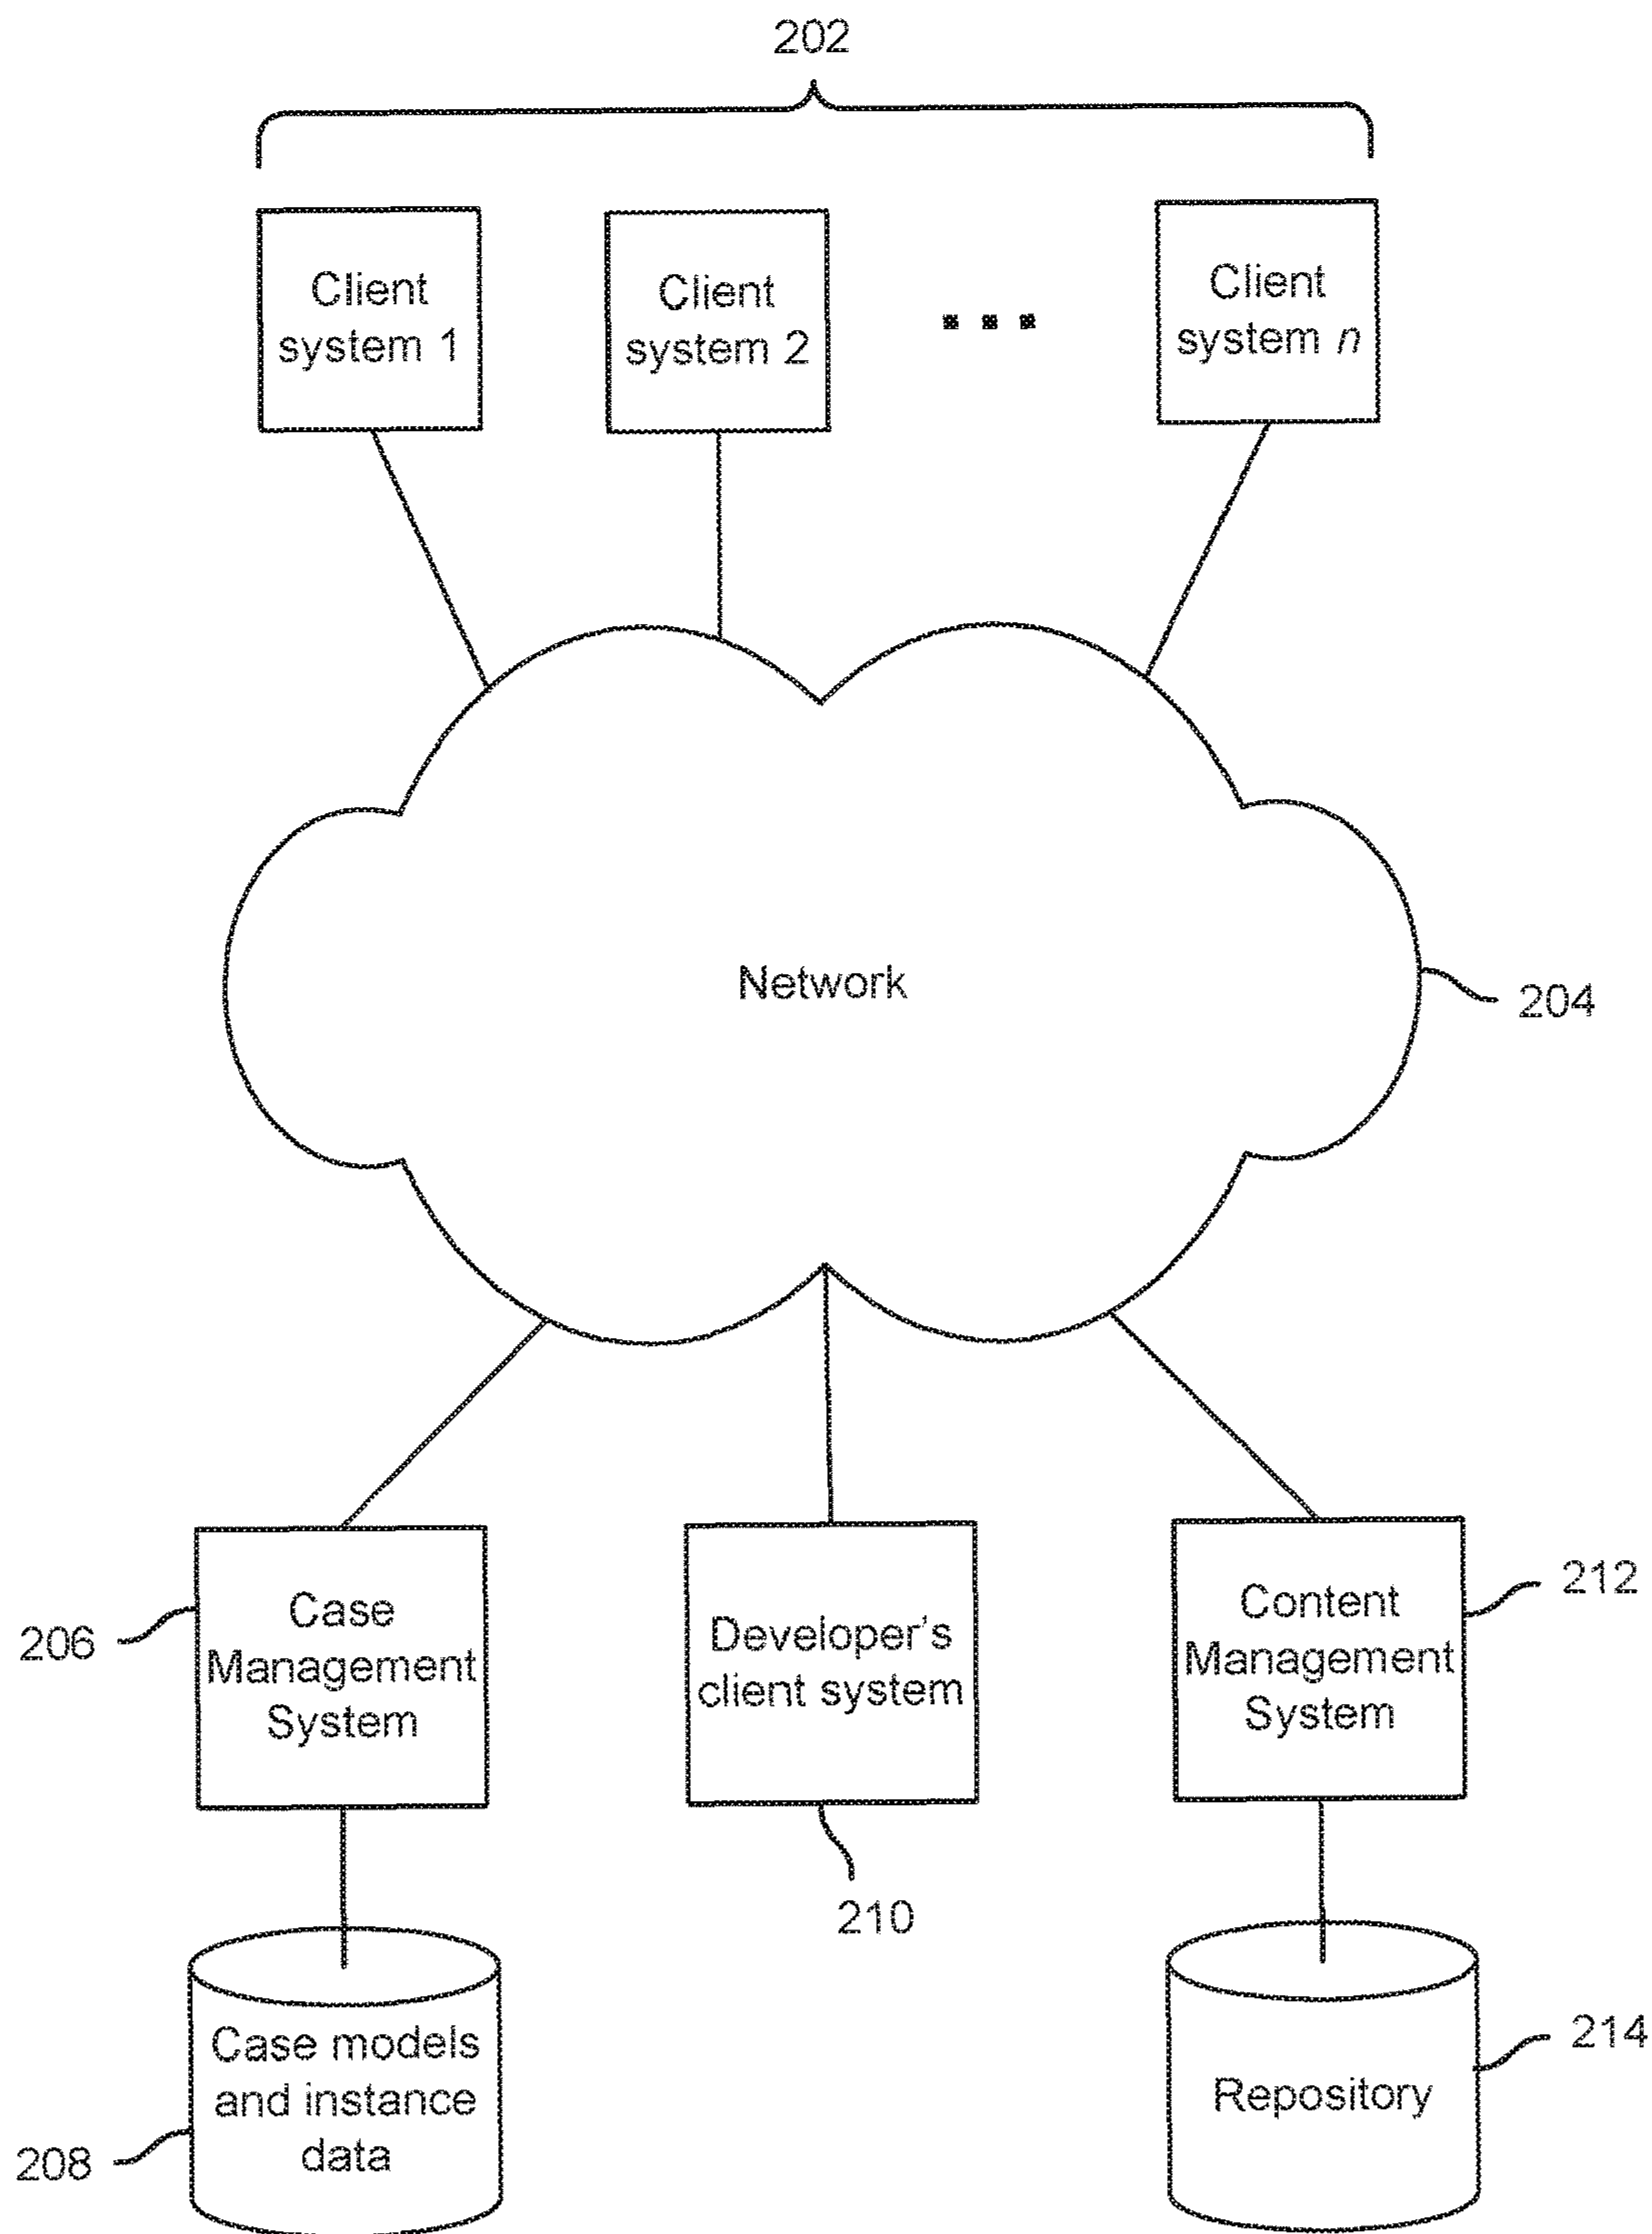 202
Client
system 1
Client
system 2
Client
system n
Network
204
206
Case
Management
System
Developer's
client system
210
Content
Management
System
212
208
Case models
and instance
data
Repository
214